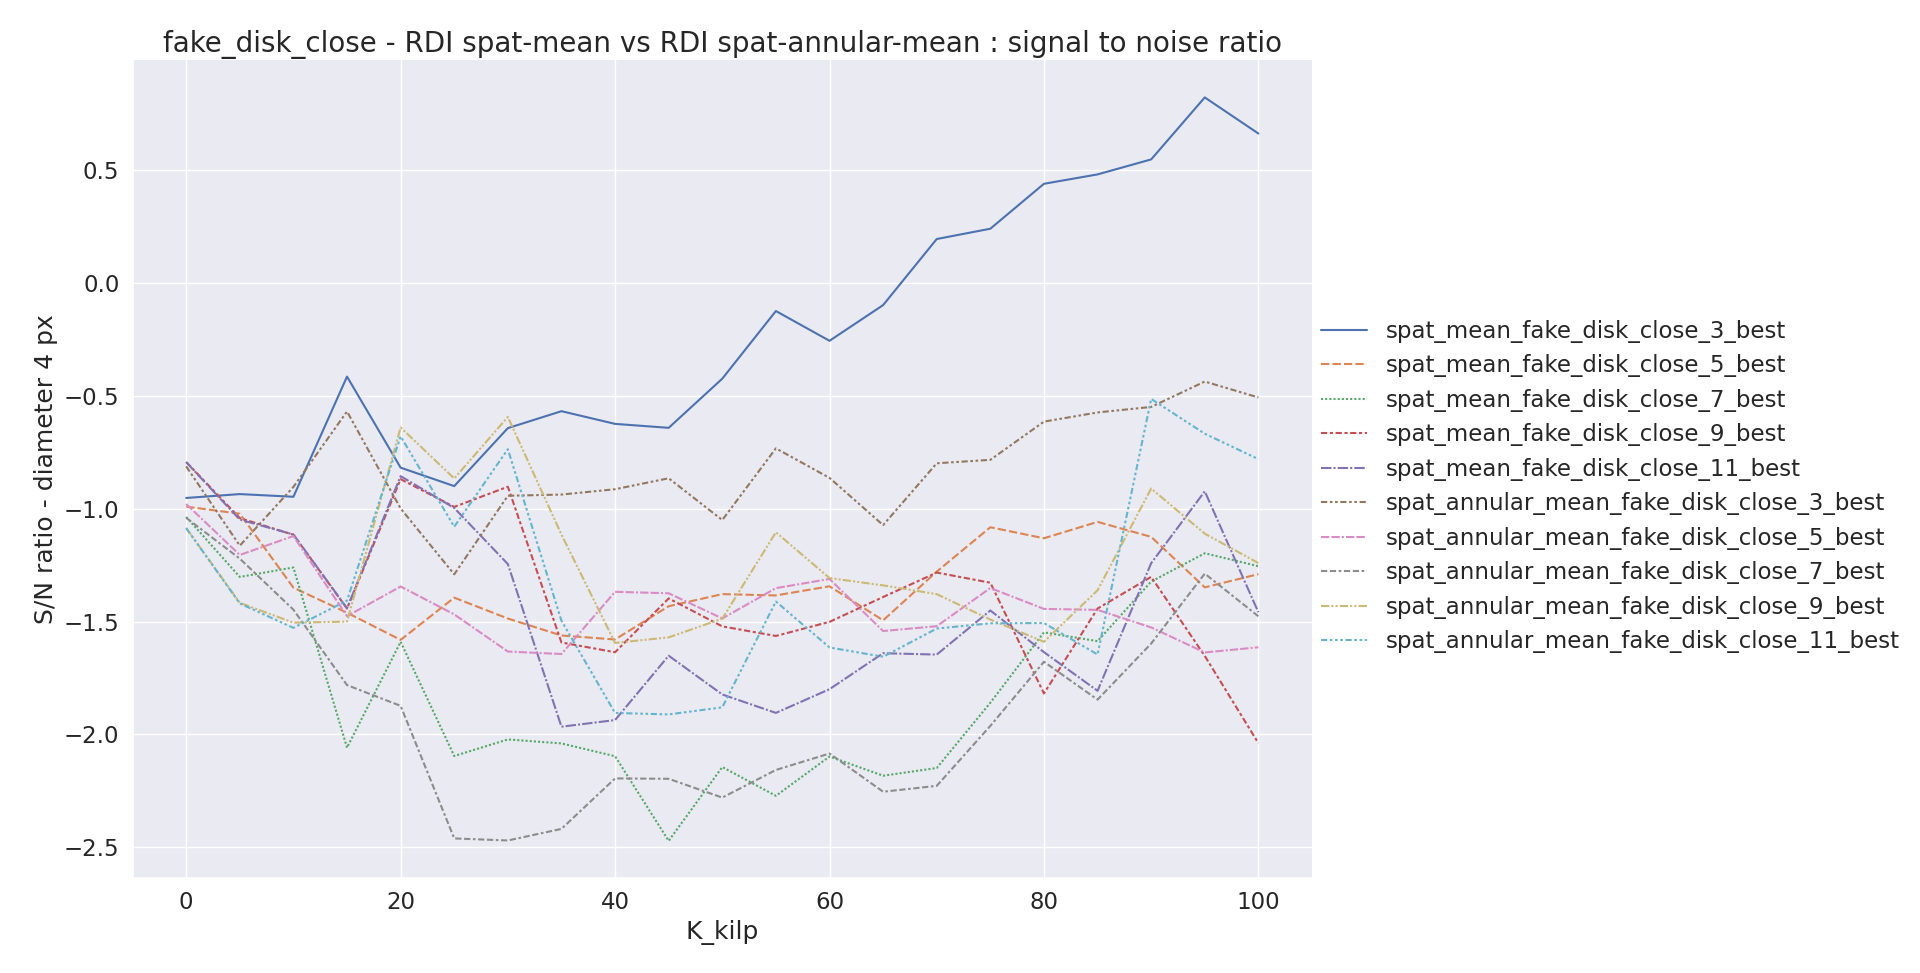 fake_disk_close - RDI spat-mean vs RDI spat-annular-mean : signal to noise ratio
S/N ratio - diameter 4 px
0.5
0.0
−0.5
−1.0
−1.5
−2.0
−2.5
0
20
40
60
80
100
K_kilp
spat_mean_fake_disk_close_3_best
spat_mean_fake_disk_close_5_best
spat_mean_fake_disk_close_7_best
spat_mean_fake_disk_close_9_best
spat_mean_fake_disk_close_11_best
spat_annular_mean_fake_disk_close_3_best
spat_annular_mean_fake_disk_close_5_best
spat_annular_mean_fake_disk_close_7_best
spat_annular_mean_fake_disk_close_9_best
spat_annular_mean_fake_disk_close_11_best